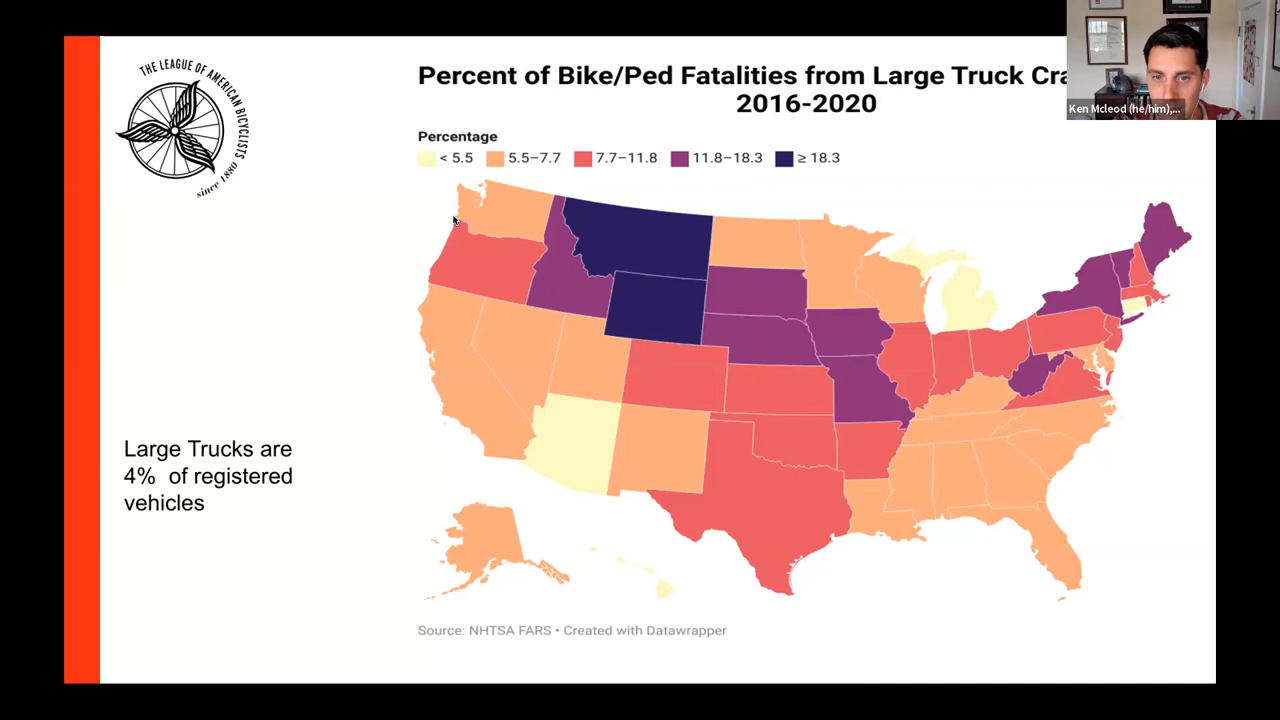 THE LEAGUE OF AMERICAN BICYCLISTS
since 1880
Percent of Bike/Ped Fatalities from Large Truck Cra
2016-2020
Percentage
< 5.5
5.5–7.7
7.7–11.8
11.8–18.3
≥ 18.3
Large Trucks are
4% of registered
vehicles
Source: NHTSA FARS • Created with Datawrapper
Ken Mcleod (he/him),...